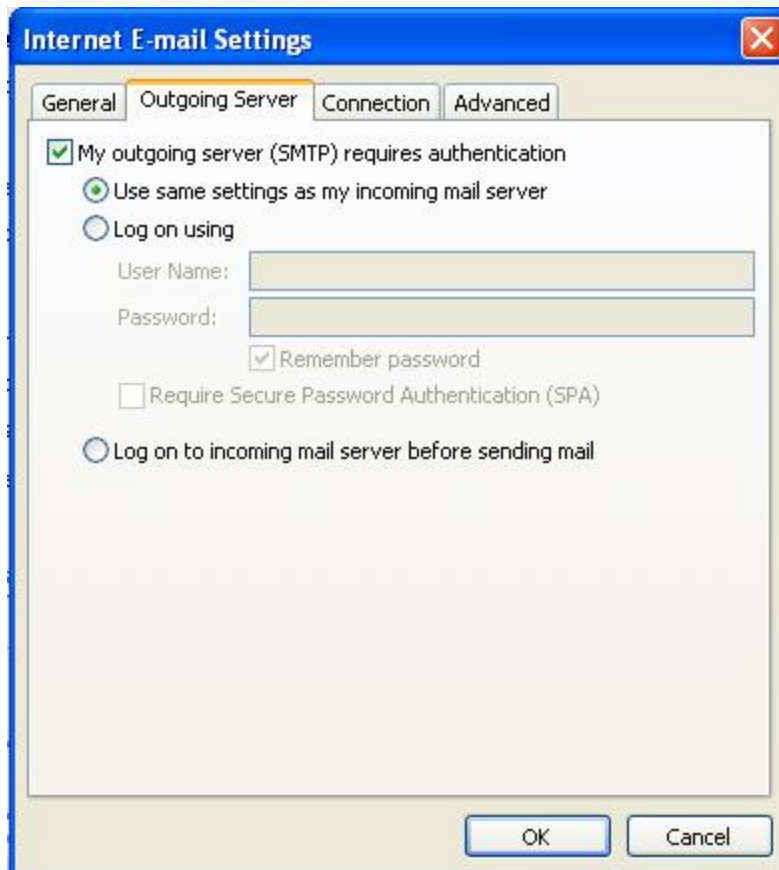 Internet E-mail Settings
General Outgoing Server Connection Advanced
My outgoing server (SMTP) requires authentication
Use same settings as my incoming mail server
Log on using
User Name:
Password:
Remember password
Require Secure Password Authentication (SPA)
Log on to incoming mail server before sending mail
OK Cancel